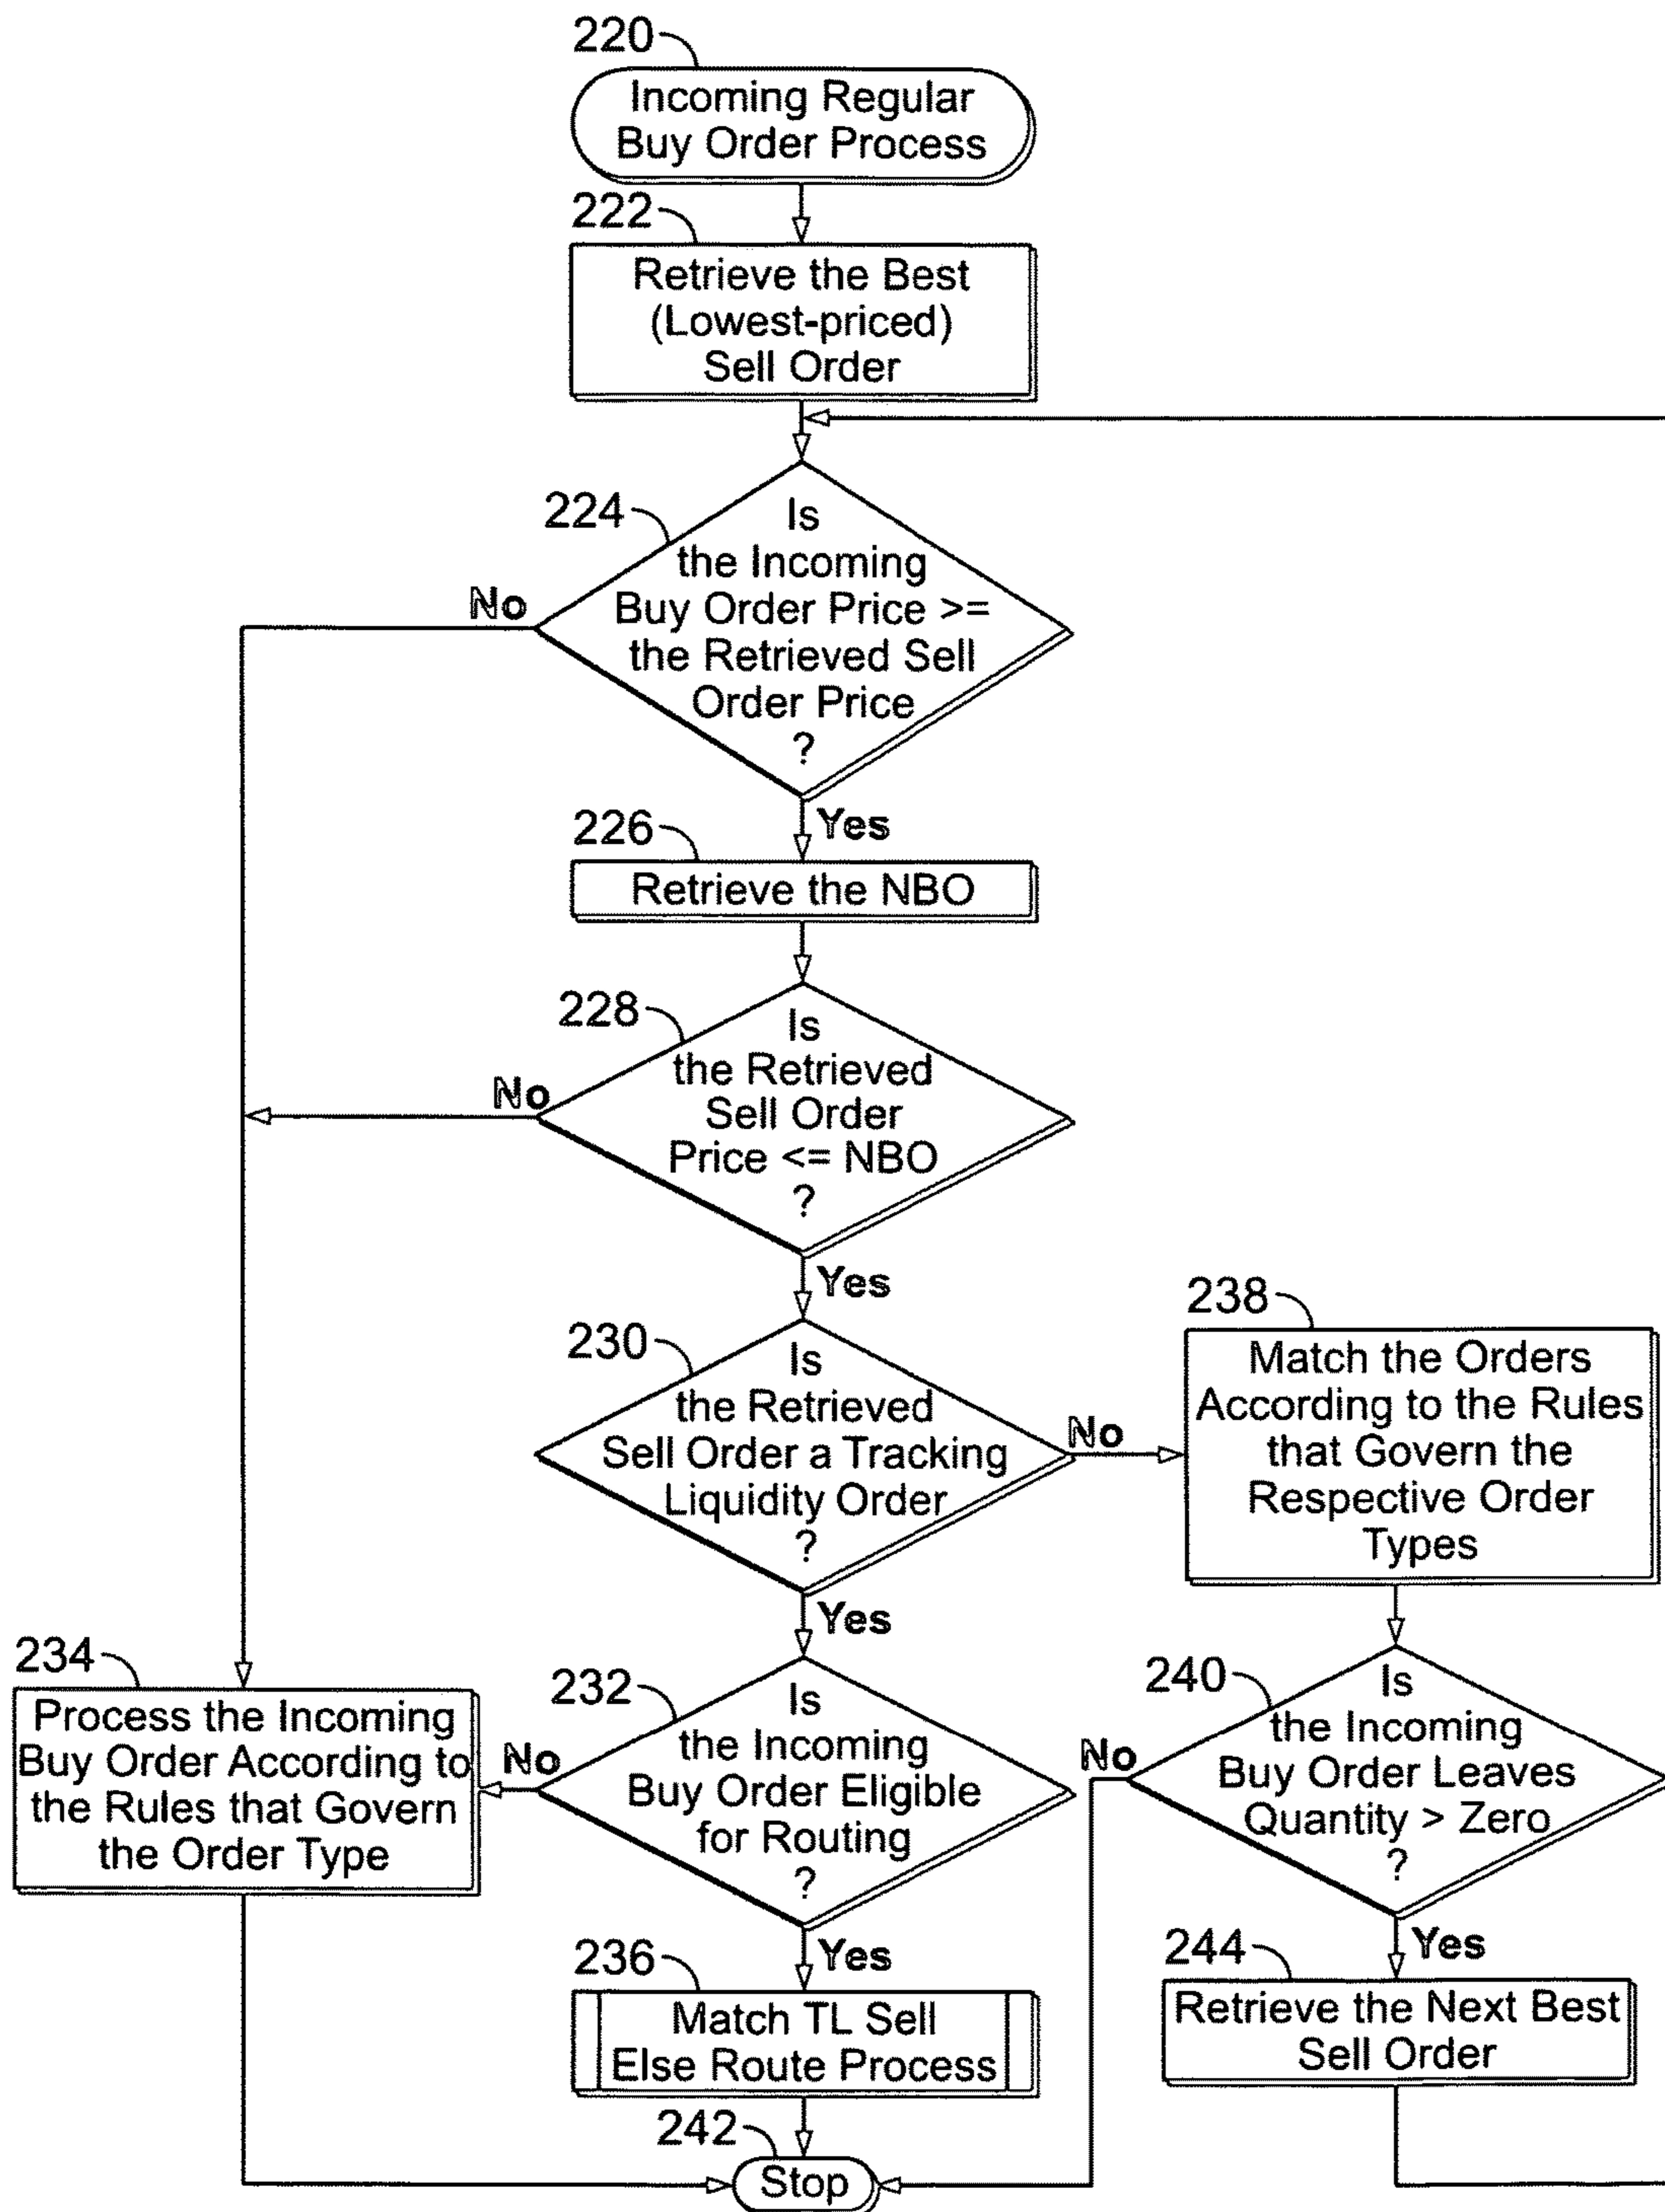 220
Incoming Regular
Buy Order Process
222
Retrieve the Best
(Lowest-priced)
Sell Order
224
Is
the Incoming
Buy Order Price >=
the Retrieved Sell
Order Price
?
No
Yes
226
Retrieve the NBO
228
Is
the Retrieved
Sell Order
Price <= NBO
?
No
Yes
230
Is
the Retrieved
Sell Order a Tracking
Liquidity Order
?
No
Yes
238
Match the Orders
According to the Rules
that Govern the
Respective Order
Types
234
Process the Incoming
Buy Order According to
the Rules that Govern
the Order Type
232
Is
the Incoming
Buy Order Eligible
for Routing
?
No
Yes
240
Is
the Incoming
Buy Order Leaves
Quantity > Zero
?
No
Yes
236
Match TL Sell
Else Route Process
244
Retrieve the Next Best
Sell Order
242
Stop